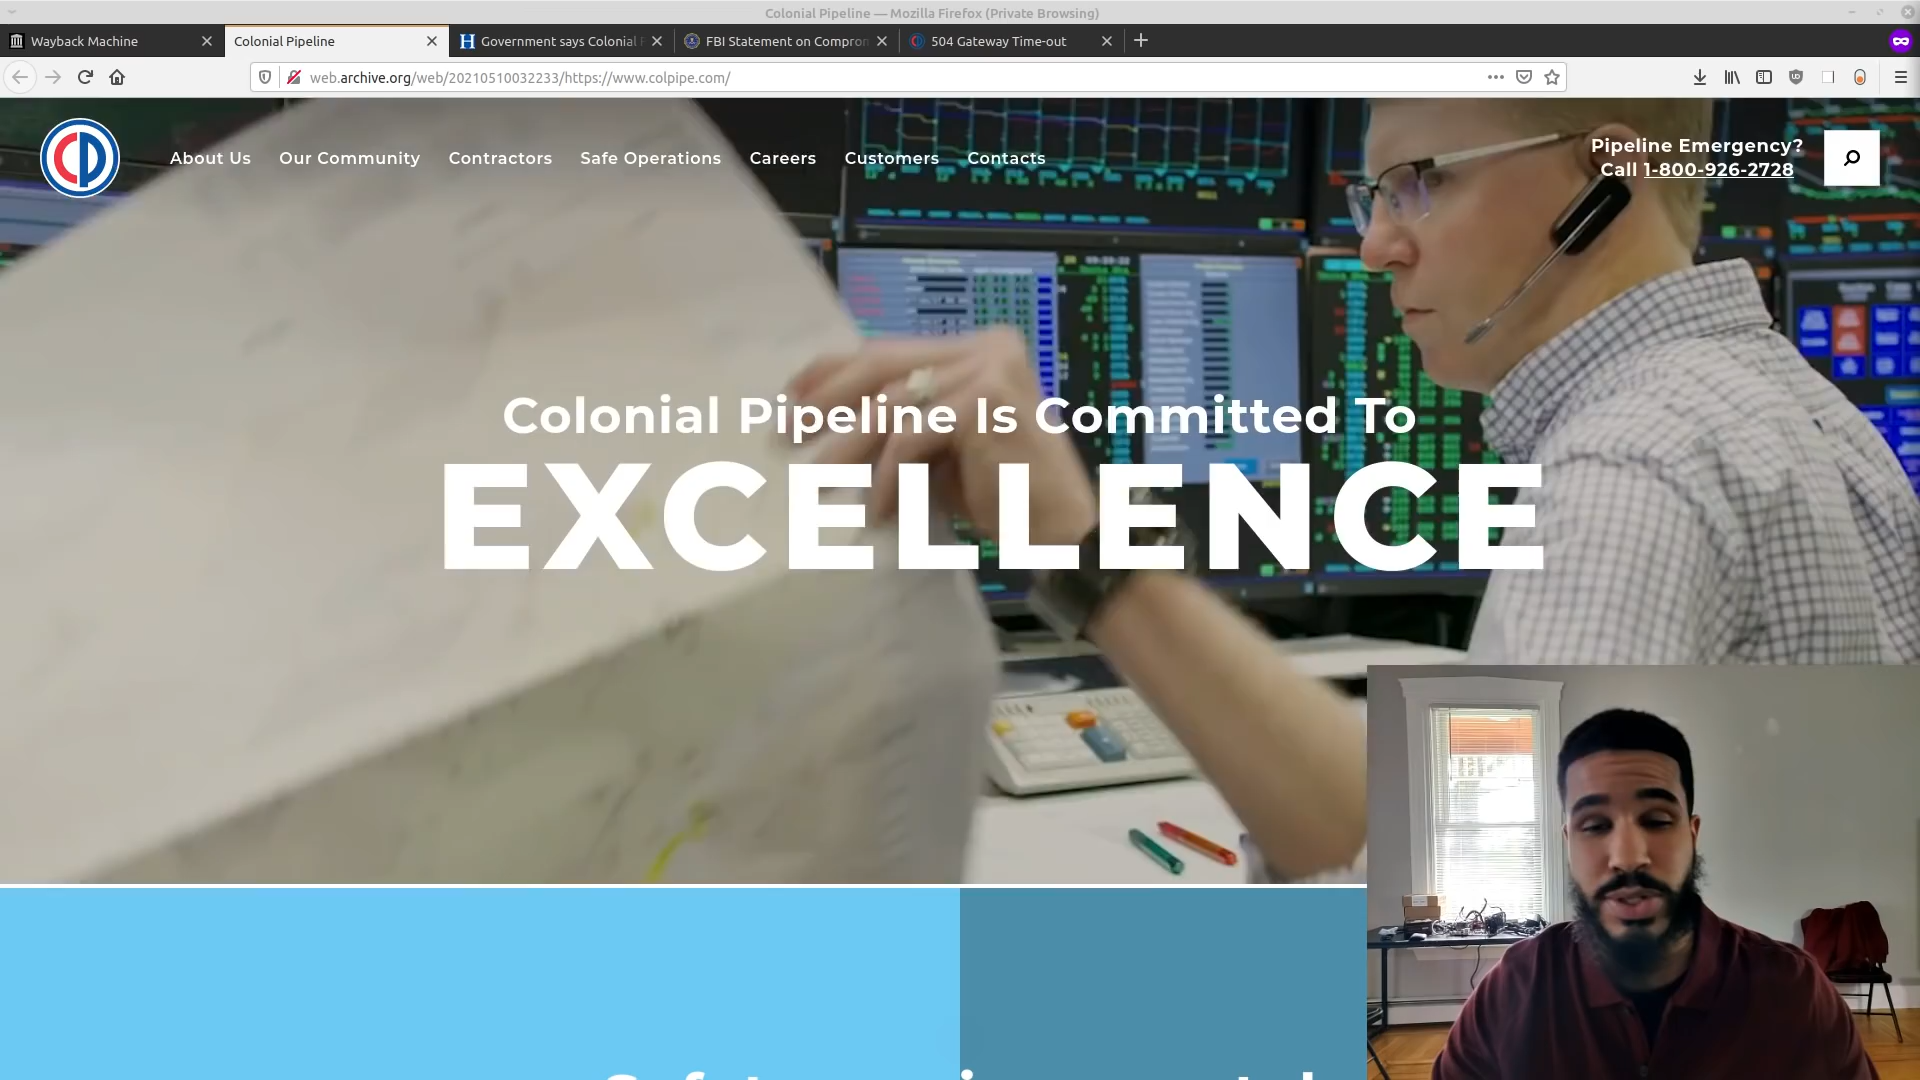 Colonial Pipeline — Mozilla Firefox (Private Browsing)
Wayback Machine
Colonial Pipeline
Government says Colonial
FBI Statement on Compro
504 Gateway Time-out
web.archive.org/web/20210510032233/https://www.colpipe.com/
About Us
Our Community
Contractors
Safe Operations
Careers
Customers
Contacts
Pipeline Emergency?
Call 1-800-926-2728
Colonial Pipeline Is Committed To
EXCELLENCE